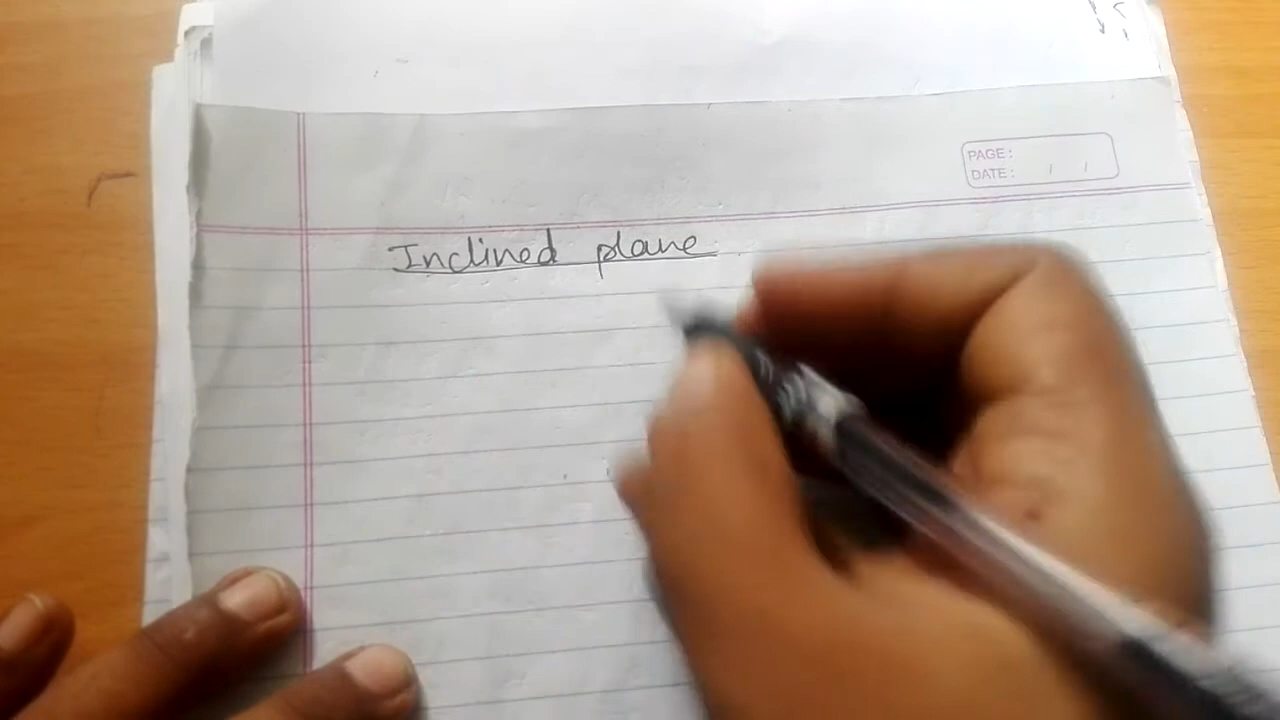 PAGE :
DATE : / /
Inclined plane